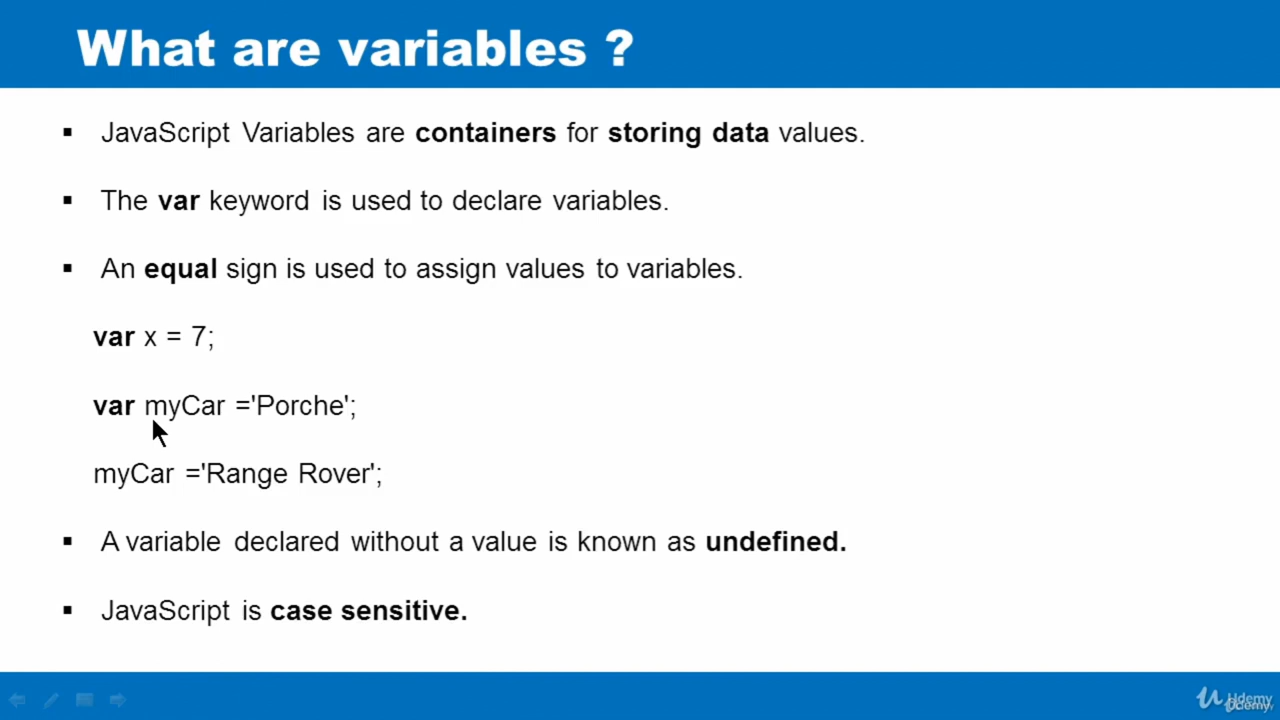 What are variables ?
▪ JavaScript Variables are containers for storing data values.
▪ The var keyword is used to declare variables.
▪ An equal sign is used to assign values to variables.
var x = 7;
var myCar ='Porche';
myCar ='Range Rover';
▪ A variable declared without a value is known as undefined.
▪ JavaScript is case sensitive.
Udemy
Udemy